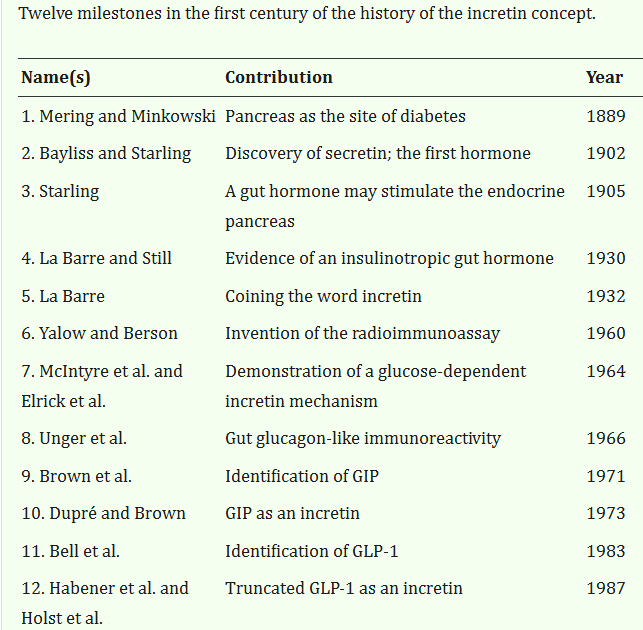 Twelve milestones in the first century of the history of the incretin concept.
Name(s) Contribution Year
1. Mering and Minkowski Pancreas as the site of diabetes 1889
2. Bayliss and Starling Discovery of secretin; the first hormone 1902
3. Starling A gut hormone may stimulate the endocrine 1905
pancreas
4. La Barre and Still Evidence of an insulinotropic gut hormone 1930
5. La Barre Coining the word incretin 1932
6. Yalow and Berson Invention of the radioimmunoassay 1960
7. McIntyre et al. and Demonstration of a glucose-dependent 1964
Elrick et al. incretin mechanism
8. Unger et al. Gut glucagon-like immunoreactivity 1966
9. Brown et al. Identification of GIP 1971
10. Dupré and Brown GIP as an incretin 1973
11. Bell et al. Identification of GLP-1 1983
12. Habener et al. and Truncated GLP-1 as an incretin 1987
Holst et al.